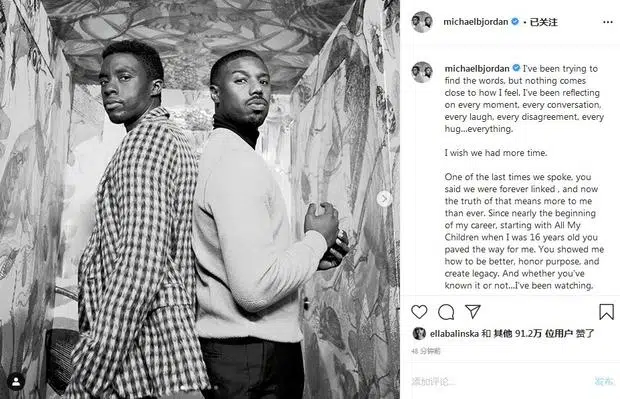 michaelbjordan • 已关注
michaelbjordan I've been trying to
find the words, but nothing comes
close to how I feel. I've been reflecting
on every moment, every conversation,
every laugh, every disagreement, every
hug...everything.
I wish we had more time.
One of the last times we spoke, you
said we were forever linked , and now
the truth of that means more to me
than ever. Since nearly the beginning
of my career, starting with All My
Children when I was 16 years old you
paved the way for me. You showed me
how to be better, honor purpose, and
create legacy. And whether you've
known it or not...I've been watching,
ellabalinska 和 其他 91.2万 位用户 赞了
48 分钟前
添加评论...
发布